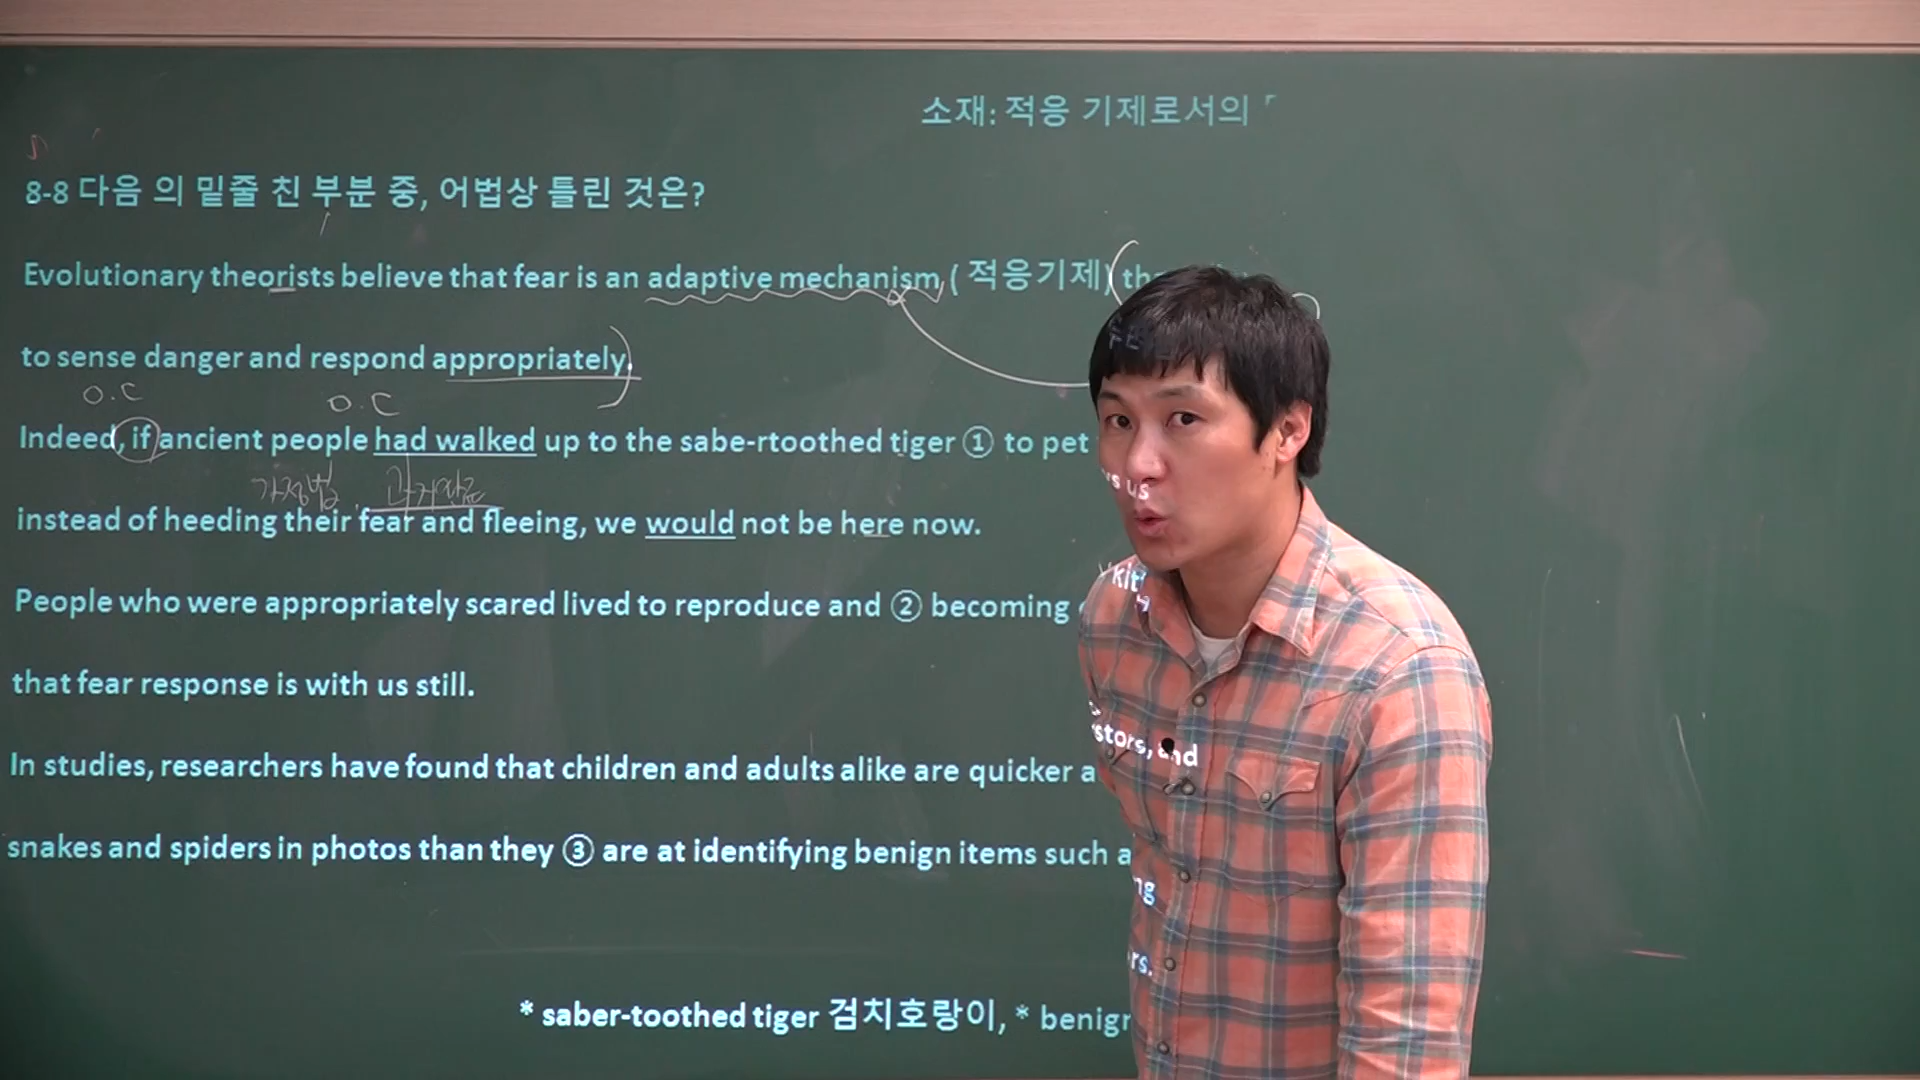 소재: 적응 기제로서의 「
8-8 다음 의 밑줄 친 부분 중, 어법상 틀린 것은?
Evolutionary theorists believe that fear is an adaptive mechanism, ( 적응기제)
to sense danger and respond appropriately.
O.C O.C
Indeed, if ancient people had walked up to the sabe-rtoothed tiger ① to pet
가정법 과거완료
us
instead of heeding their fear and fleeing, we would not be here now.
People who were appropriately scared lived to reproduce and ② becoming
that fear response is with us still.
and
In studies, researchers have found that children and adults alike are quicker
snakes and spiders in photos than they ③ are at identifying benign items such
* saber-toothed tiger 검치호랑이, *